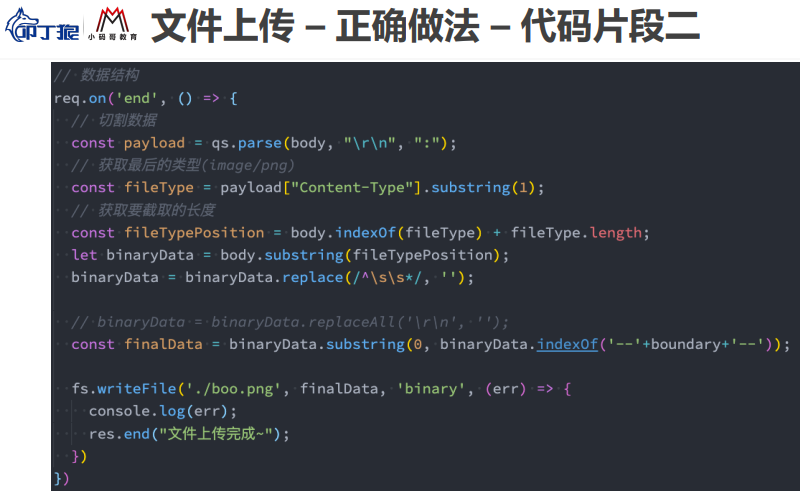 叩丁狼 小码哥教育 文件上传 – 正确做法 – 代码片段二
// 数据结构
req.on('end', () => {
// 切割数据
const payload = qs.parse(body, "\r\n", ":");
// 获取最后的类型(image/png)
const fileType = payload["Content-Type"].substring(1);
// 获取要截取的长度
const fileTypePosition = body.indexOf(fileType) + fileType.length;
let binaryData = body.substring(fileTypePosition);
binaryData = binaryData.replace(/^\s\s*/, '');
// binaryData = binaryData.replaceAll('\r\n', '');
const finalData = binaryData.substring(0, binaryData.indexOf('--'+boundary+'--'));
fs.writeFile('./boo.png', finalData, 'binary', (err) => {
console.log(err);
res.end("文件上传完成~");
})
})